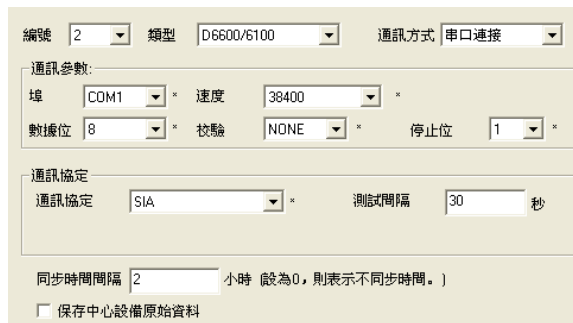 編號 2 類型 D6600/6100 通訊方式 串口連接
通訊參數:
埠 COM1 * 速度 38400 *
數據位 8 * 校驗 NONE * 停止位 1 *
通訊協定
通訊協定 SIA * 測試間隔 30 秒
同步時間間隔 2 小時 (設為0，則表示不同步時間。)
保存中心設備原始資料